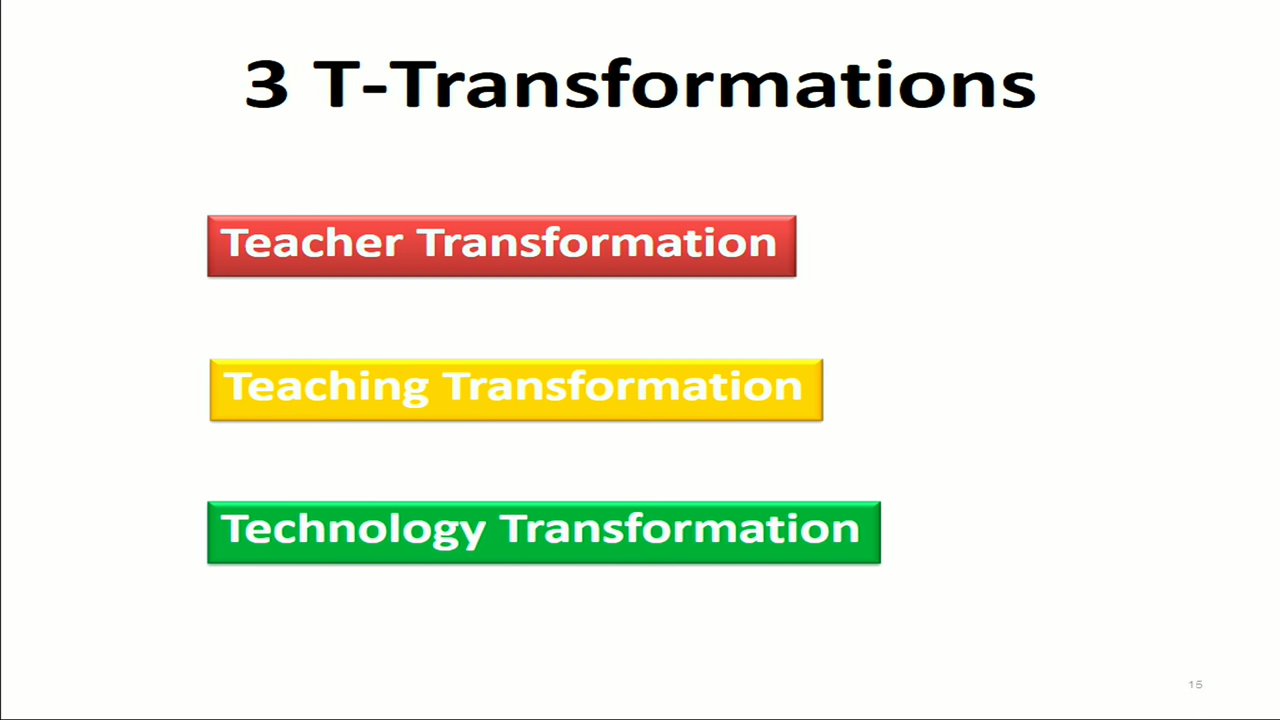 3 T-Transformations
Teacher Transformation
Teaching Transformation
Technology Transformation
15